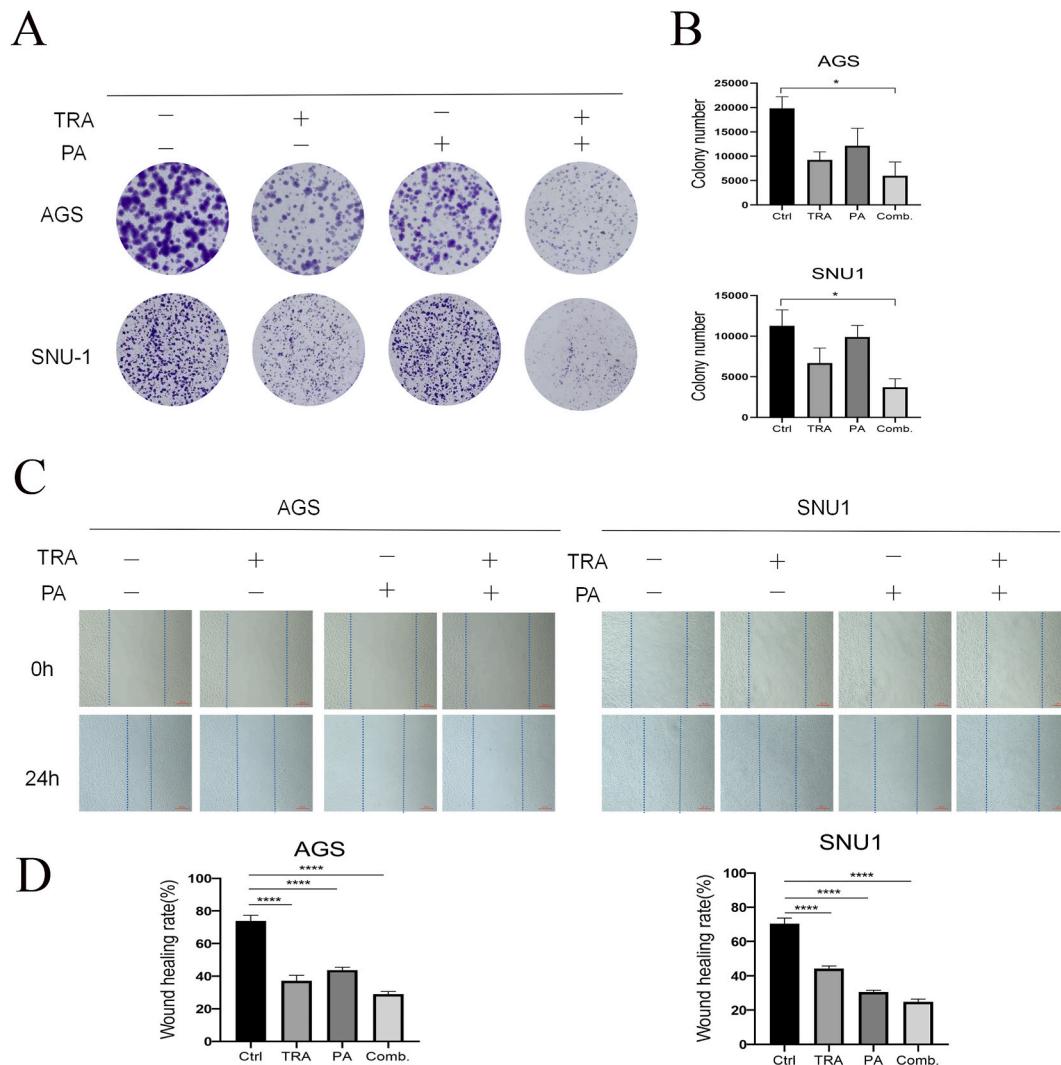 A
TRA − + − +
PA − − + +
AGS
SNU-1
B
AGS
*
Colony number
25000
20000
15000
10000
5000
0
Ctrl TRA PA Comb.
SNU1
*
Colony number
15000
10000
5000
0
Ctrl TRA PA Comb.
C
AGS
TRA − + − +
PA − − + +
0h
24h
SNU1
TRA − + − +
PA − − + +
D
AGS
****
****
****
Wound healing rate(%)
100
80
60
40
20
0
Ctrl TRA PA Comb.
SNU1
****
****
****
Wound healing rate(%)
100
80
60
40
20
0
Ctrl TRA PA Comb.